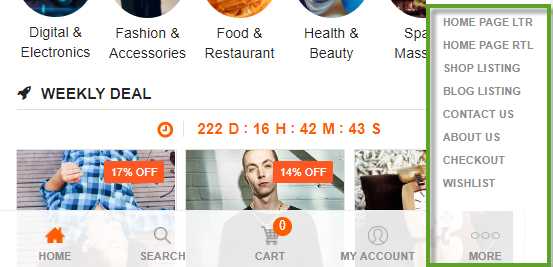 Digital &
Electronics
Fashion &
Accessories
Food &
Restaurant
Health &
Beauty
HOME PAGE LTR
HOME PAGE RTL
SHOP LISTING
BLOG LISTING
CONTACT US
ABOUT US
CHECKOUT
WISHLIST
WEEKLY DEAL
222 D : 16 H : 42 M : 43 S
17% OFF
14% OFF
0
HOME
SEARCH
CART
MY ACCOUNT
MORE